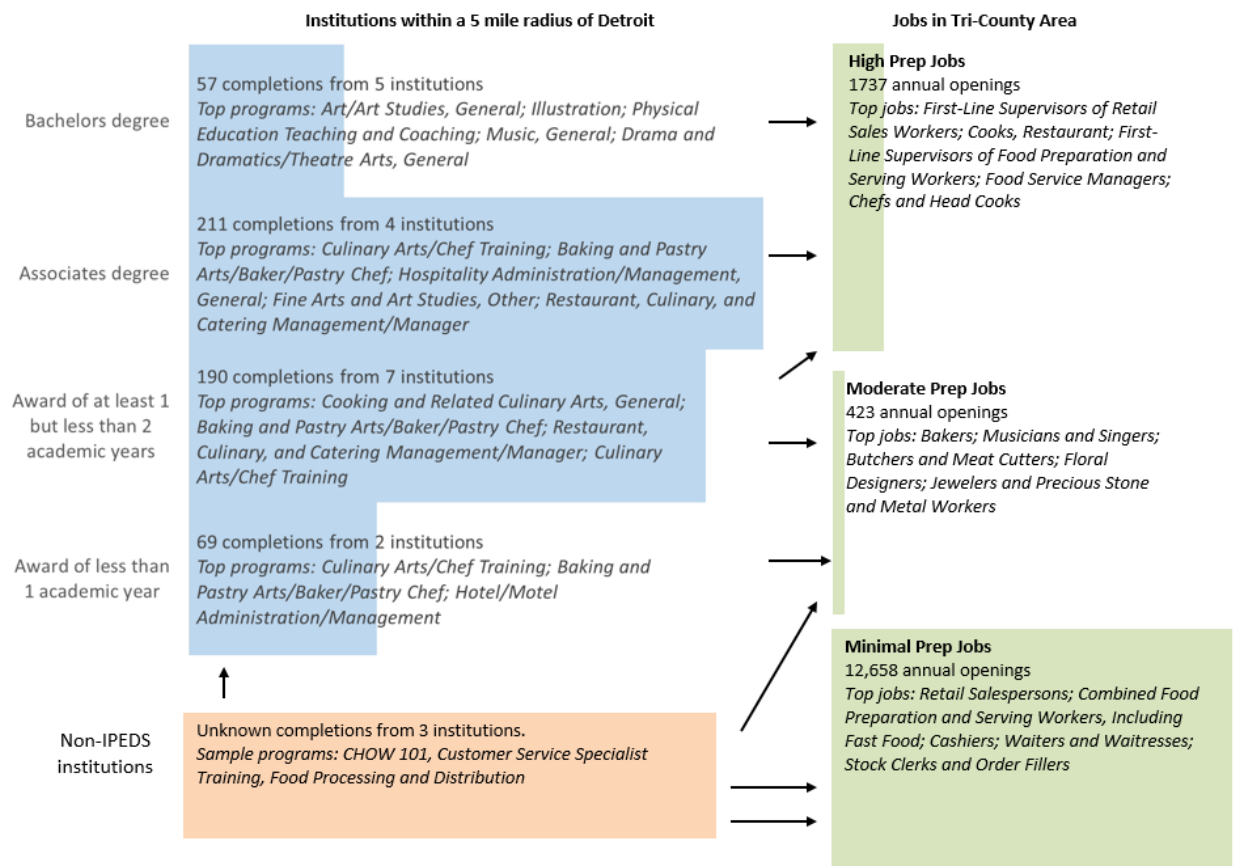 Institutions within a 5 mile radius of Detroit
Jobs in Tri-County Area
Bachelors degree
57 completions from 5 institutions
Top programs: Art/Art Studies, General; Illustration; Physical
Education Teaching and Coaching; Music, General; Drama and
Dramatics/Theatre Arts, General
High Prep Jobs
1737 annual openings
Top jobs: First-Line Supervisors of Retail
Sales Workers; Cooks, Restaurant; First-
Line Supervisors of Food Preparation and
Serving Workers; Food Service Managers;
Chefs and Head Cooks
Associates degree
211 completions from 4 institutions
Top programs: Culinary Arts/Chef Training; Baking and Pastry
Arts/Baker/Pastry Chef; Hospitality Administration/Management,
General; Fine Arts and Art Studies, Other; Restaurant, Culinary, and
Catering Management/Manager
Award of at least 1
but less than 2
academic years
190 completions from 7 institutions
Top programs: Cooking and Related Culinary Arts, General;
Baking and Pastry Arts/Baker/Pastry Chef; Restaurant,
Culinary, and Catering Management/Manager; Culinary
Arts/Chef Training
Moderate Prep Jobs
423 annual openings
Top jobs: Bakers; Musicians and Singers;
Butchers and Meat Cutters; Floral
Designers; Jewelers and Precious Stone
and Metal Workers
Award of less than
1 academic year
69 completions from 2 institutions
Top programs: Culinary Arts/Chef Training; Baking and
Pastry Arts/Baker/Pastry Chef; Hotel/Motel
Administration/Management
Minimal Prep Jobs
12,658 annual openings
Top jobs: Retail Salespersons; Combined Food
Preparation and Serving Workers, Including
Fast Food; Cashiers; Waiters and Waitresses;
Stock Clerks and Order Fillers
Non-IPEDS
institutions
Unknown completions from 3 institutions.
Sample programs: CHOW 101, Customer Service Specialist
Training, Food Processing and Distribution